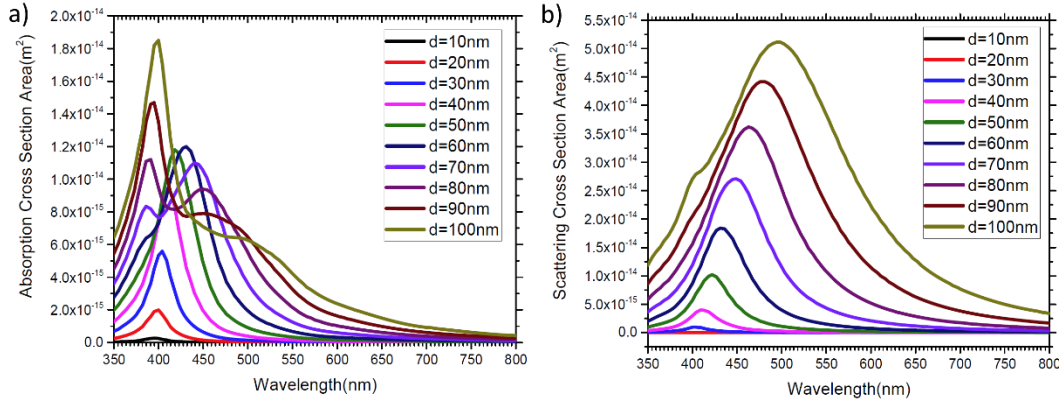 a)
Absorption Cross Section Area(m²)
2.0x10⁻¹⁴
1.8x10⁻¹⁴
1.6x10⁻¹⁴
1.4x10⁻¹⁴
1.2x10⁻¹⁴
1.0x10⁻¹⁴
8.0x10⁻¹⁵
6.0x10⁻¹⁵
4.0x10⁻¹⁵
2.0x10⁻¹⁵
0.0
350 400 450 500 550 600 650 700 750 800
Wavelength(nm)
d=10nm
d=20nm
d=30nm
d=40nm
d=50nm
d=60nm
d=70nm
d=80nm
d=90nm
d=100nm
b)
Scattering Cross Section Area(m²)
5.5x10⁻¹⁴
5.0x10⁻¹⁴
4.5x10⁻¹⁴
4.0x10⁻¹⁴
3.5x10⁻¹⁴
3.0x10⁻¹⁴
2.5x10⁻¹⁴
2.0x10⁻¹⁴
1.5x10⁻¹⁴
1.0x10⁻¹⁴
5.0x10⁻¹⁵
0.0
350 400 450 500 550 600 650 700 750 800
Wavelength(nm)
d=10nm
d=20nm
d=30nm
d=40nm
d=50nm
d=60nm
d=70nm
d=80nm
d=90nm
d=100nm